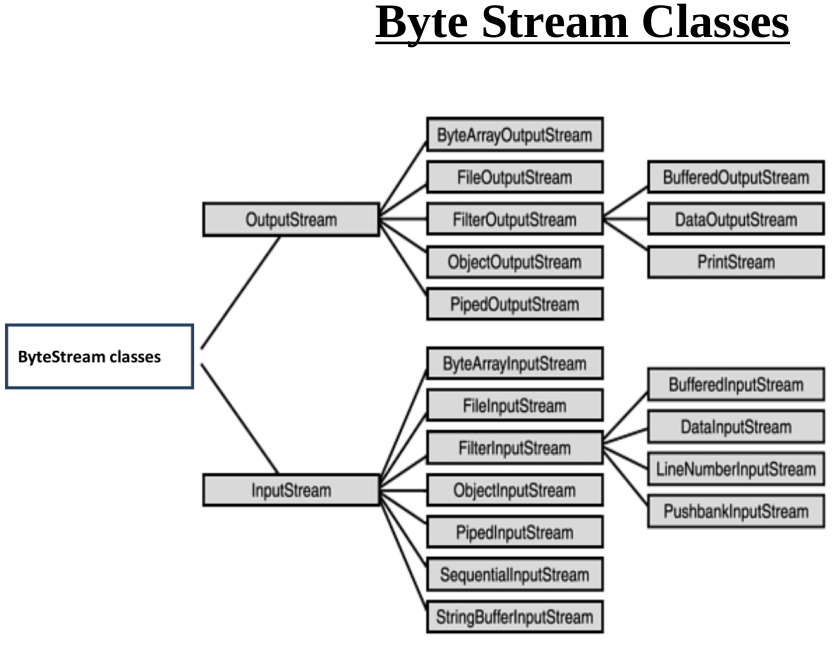 Byte Stream Classes
ByteArrayOutputStream
FileOutputStream
BufferedOutputStream
OutputStream
FilterOutputStream
DataOutputStream
ObjectOutputStream
PrintStream
PipedOutputStream
ByteStream classes
ByteArrayInputStream
BufferedInputStream
FileInputStream
DataInputStream
FilterInputStream
LineNumberInputStream
InputStream
ObjectInputStream
PushbankInputStream
PipedInputStream
SequentialInputStream
StringBufferInputStream